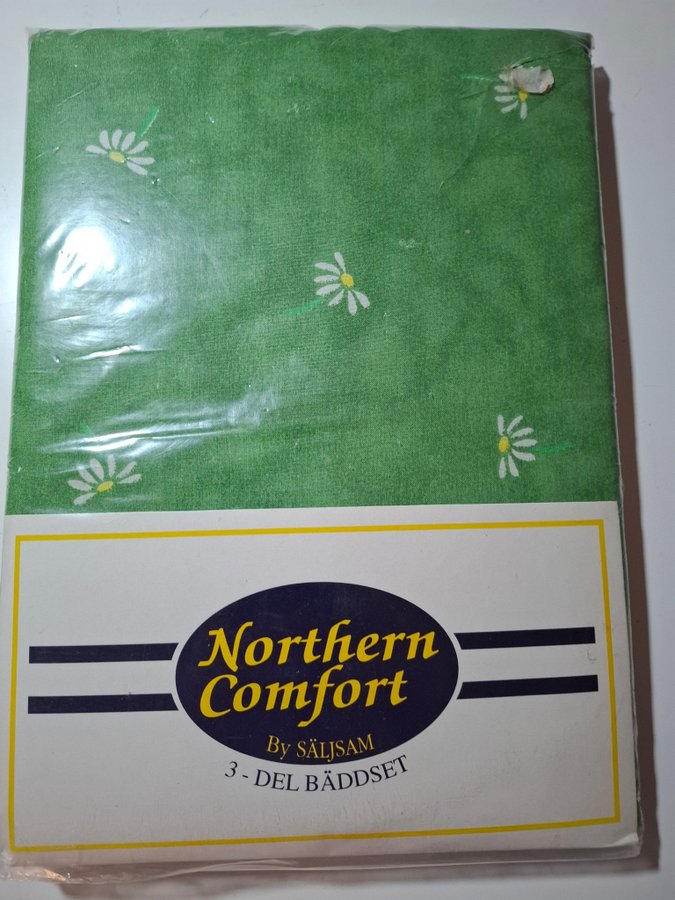 Northern
Comfort
By SÄLJSAM
3 - DEL BÄDDSET